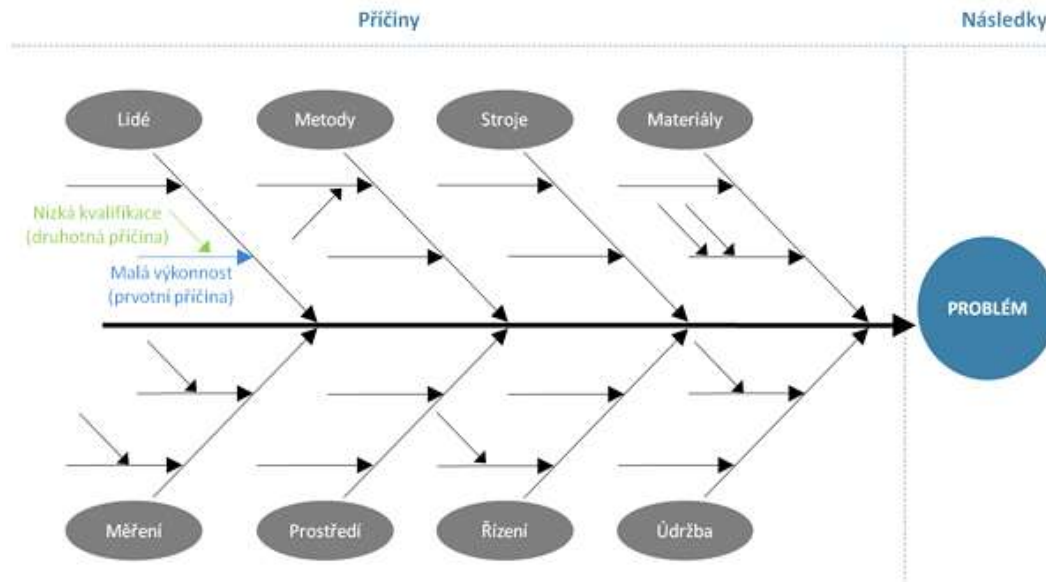 Příčiny
Následky
Lidé
Metody
Stroje
Materiály
Nízká kvalifikace
(druhotná příčina)
Malá výkonnost
(prvotní příčina)
PROBLÉM
Měření
Prostředí
Řízení
Údržba